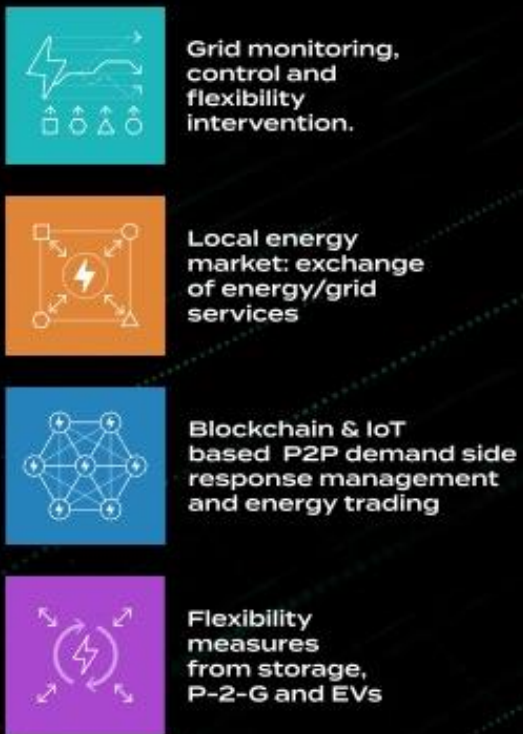 Grid monitoring,
control and
flexibility
intervention.
Local energy
market: exchange
of energy/grid
services
Blockchain & IoT
based P2P demand side
response management
and energy trading
Flexibility
measures
from storage,
P-2-G and EVs